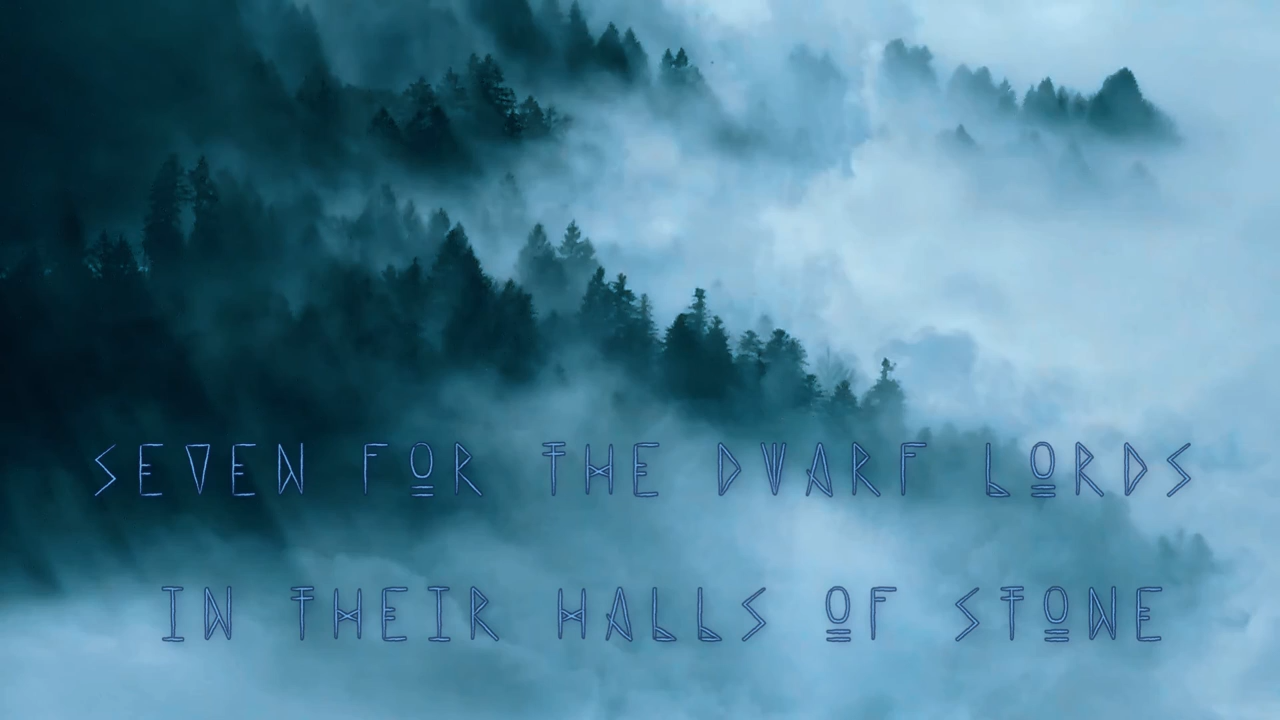 SEVEN FOR THE DWARF LORDS
IN THEIR HALLS OF STONE